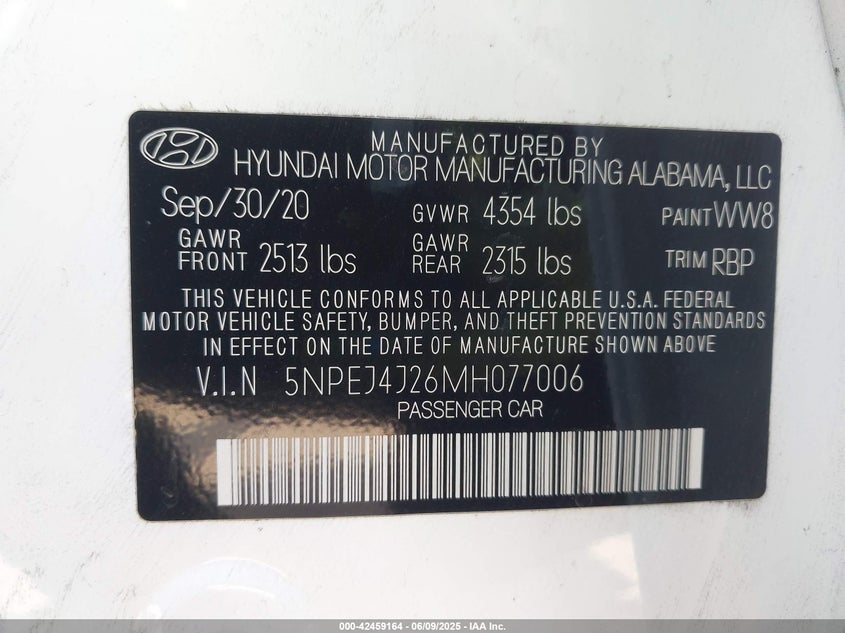 MANUFACTURED BY
HYUNDAI MOTOR MANUFACTURING ALABAMA, LLC
Sep/30/20 GVWR 4354 lbs PAINT WW8
GAWR FRONT 2513 lbs GAWR REAR 2315 lbs TRIM RBP
THIS VEHICLE CONFORMS TO ALL APPLICABLE U.S.A. FEDERAL
MOTOR VEHICLE SAFETY, BUMPER, AND THEFT PREVENTION STANDARDS
IN EFFECT ON THE DATE OF MANUFACTURE SHOWN ABOVE
V.I.N 5NPEJ4J26MH077006
PASSENGER CAR
000-42459164 | 06/09/2025 - IAA Inc.